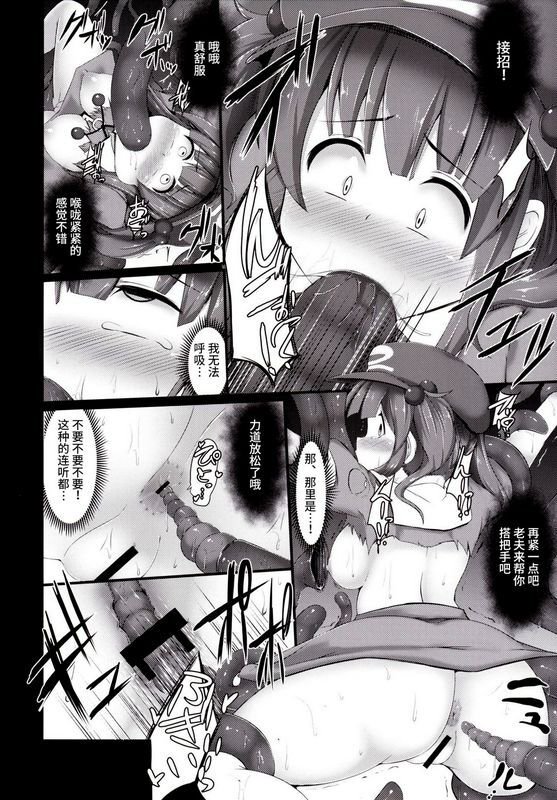 接招！
哦哦
真舒服
喉咙紧紧的
感觉不错
我无法
呼吸…
那、那里是…！
再紧一点吧
老夫来帮你
搭把手吧
力道放松了哦
不要不要不要！
这种的连听都…！